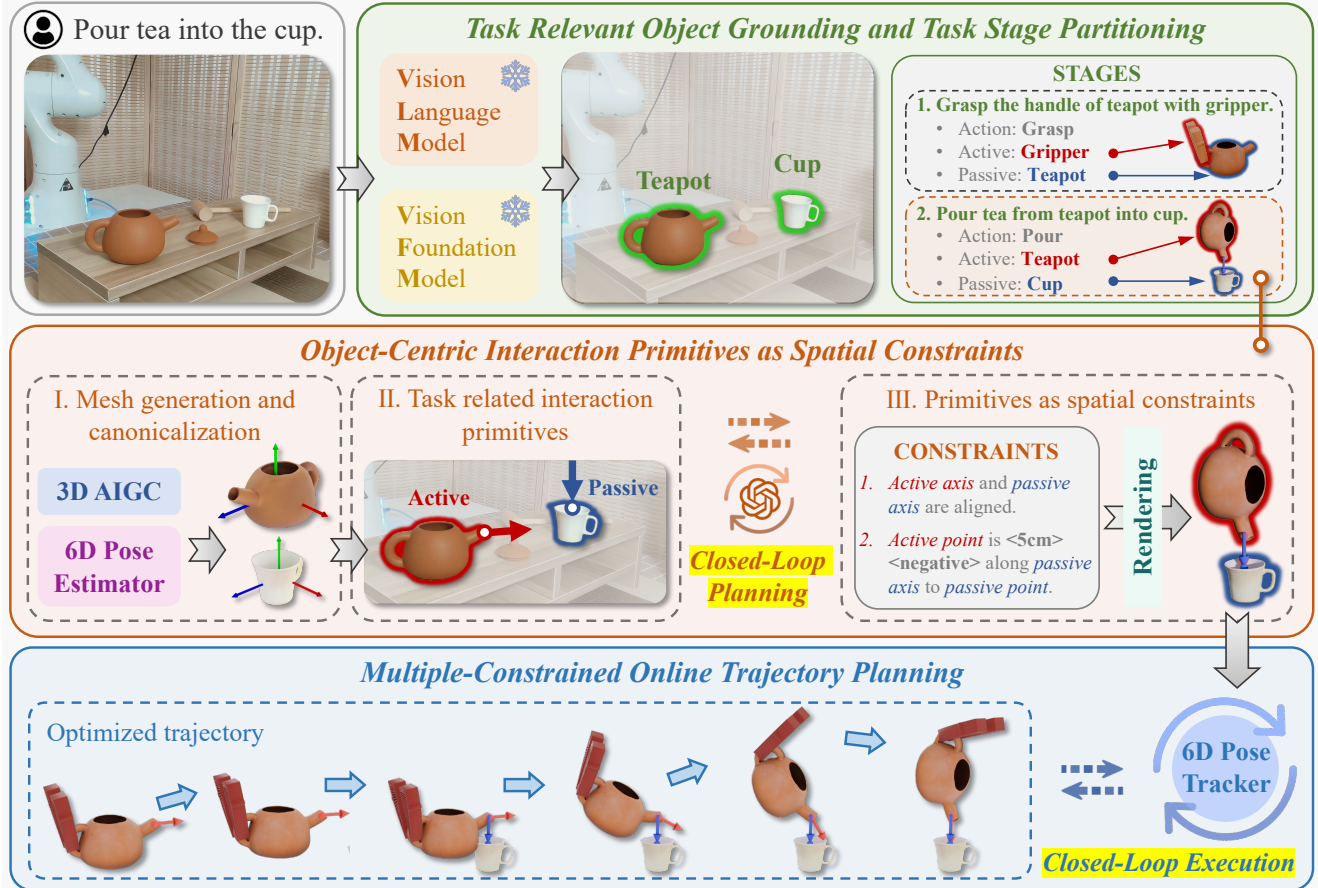 Pour tea into the cup.
Task Relevant Object Grounding and Task Stage Partitioning
Vision
Language
Model
Vision
Foundation
Model
Teapot
Cup
STAGES
1. Grasp the handle of teapot with gripper.
• Action: Grasp
• Active: Gripper
• Passive: Teapot
2. Pour tea from teapot into cup.
• Action: Pour
• Active: Teapot
• Passive: Cup
Object-Centric Interaction Primitives as Spatial Constraints
I. Mesh generation and
canonicalization
3D AIGC
6D Pose
Estimator
II. Task related interaction
primitives
Active
Passive
Closed-Loop
Planning
III. Primitives as spatial constraints
CONSTRAINTS
1. Active axis and passive
axis are aligned.
2. Active point is <5cm>
<negative> along passive
axis to passive point.
Rendering
Multiple-Constrained Online Trajectory Planning
Optimized trajectory
6D Pose
Tracker
Closed-Loop Execution